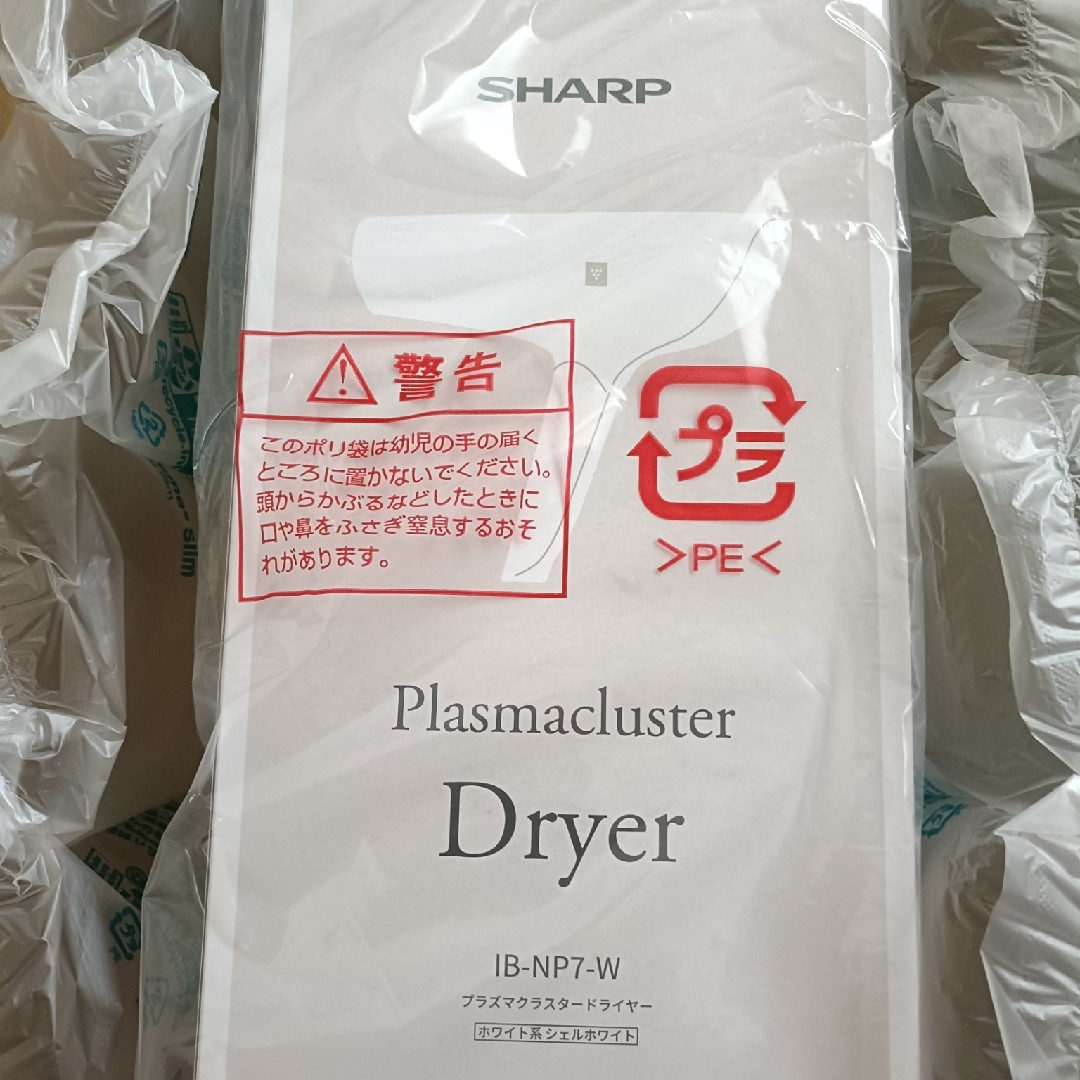 SHARP
警告
このポリ袋は幼児の手の届く
ところに置かないでください。
頭からかぶるなどしたときに
口や鼻をふさぎ窒息するおそ
れがあります。
プラ
>PE<
Plasmacluster
Dryer
IB-NP7-W
プラズマクラスタードライヤー
ホワイト系 シェルホワイト
slim